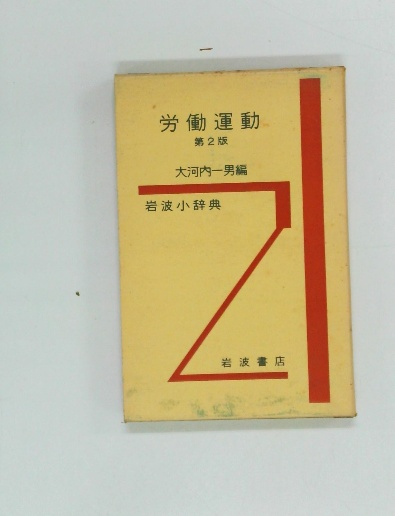 労働運動
第2版
大河内一男編
岩波小辞典
岩波書店